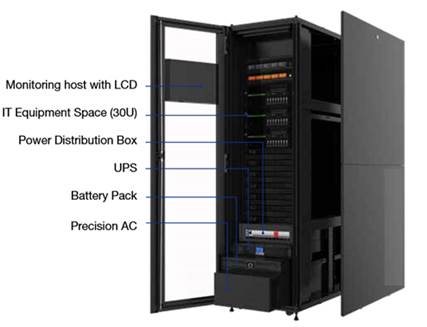 Monitoring host with LCD
IT Equipment Space (30U)
Power Distribution Box
UPS
Battery Pack
Precision AC